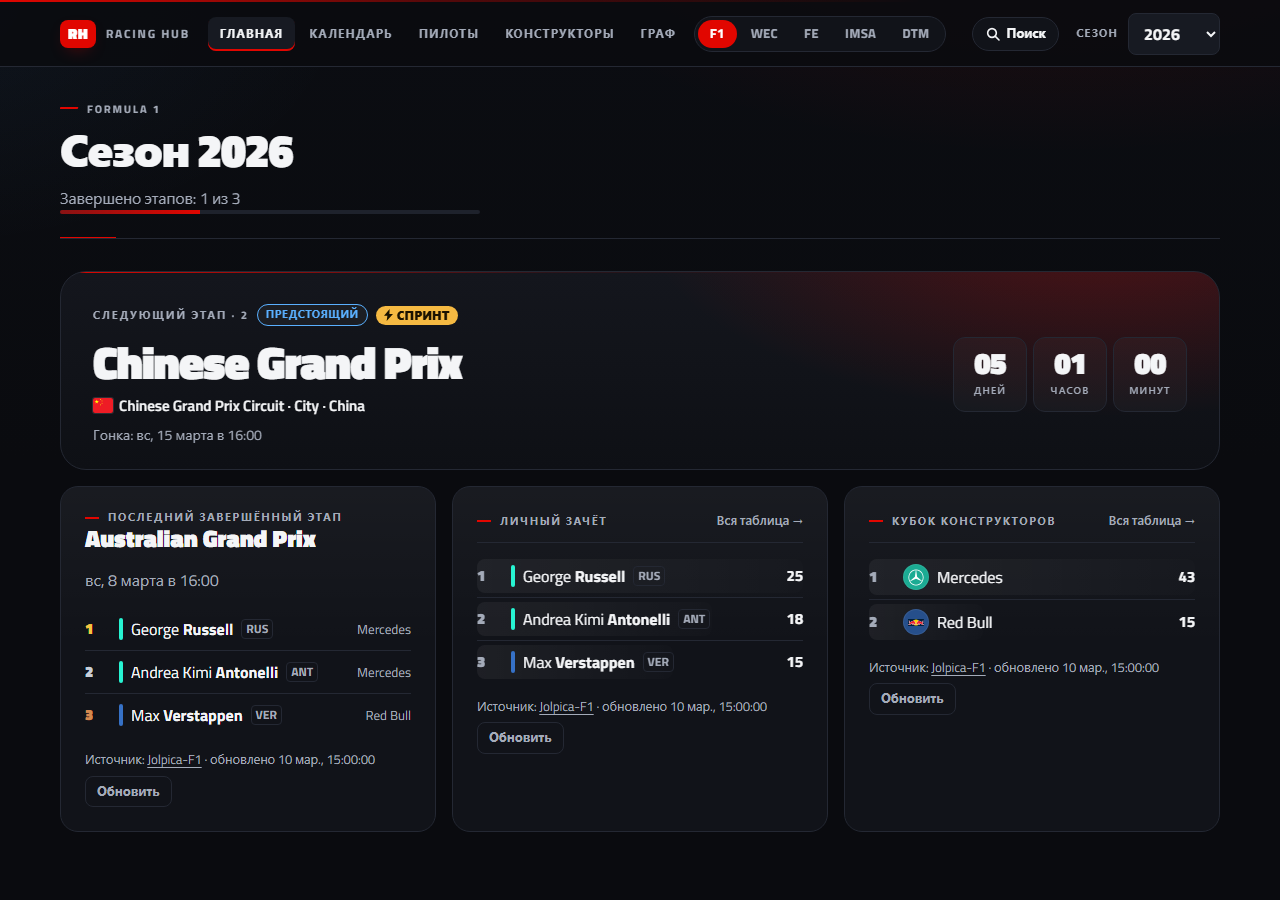 RH RACING HUB ГЛАВНАЯ КАЛЕНДАРЬ ПИЛОТЫ КОНСТРУКТОРЫ ГРАФ F1 WEC FE IMSA DTM Поиск СЕЗОН 2026
FORMULA 1
Сезон 2026
Завершено этапов: 1 из 3
СЛЕДУЮЩИЙ ЭТАП · 2 ПРЕДСТОЯЩИЙ СПРИНТ
Chinese Grand Prix
Chinese Grand Prix Circuit · City · China
Гонка: вс, 15 марта в 16:00
05 01 00
ДНЕЙ ЧАСОВ МИНУТ
ПОСЛЕДНИЙ ЗАВЕРШЁННЫЙ ЭТАП
Australian Grand Prix
вс, 8 марта в 16:00
1 George Russell RUS Mercedes
2 Andrea Kimi Antonelli ANT Mercedes
3 Max Verstappen VER Red Bull
Источник: Jolpica-F1 · обновлено 10 мар., 15:00:00
Обновить
ЛИЧНЫЙ ЗАЧЁТ Вся таблица →
1 George Russell RUS 25
2 Andrea Kimi Antonelli ANT 18
3 Max Verstappen VER 15
Источник: Jolpica-F1 · обновлено 10 мар., 15:00:00
Обновить
КУБОК КОНСТРУКТОРОВ Вся таблица →
1 Mercedes 43
2 Red Bull 15
Источник: Jolpica-F1 · обновлено 10 мар., 15:00:00
Обновить